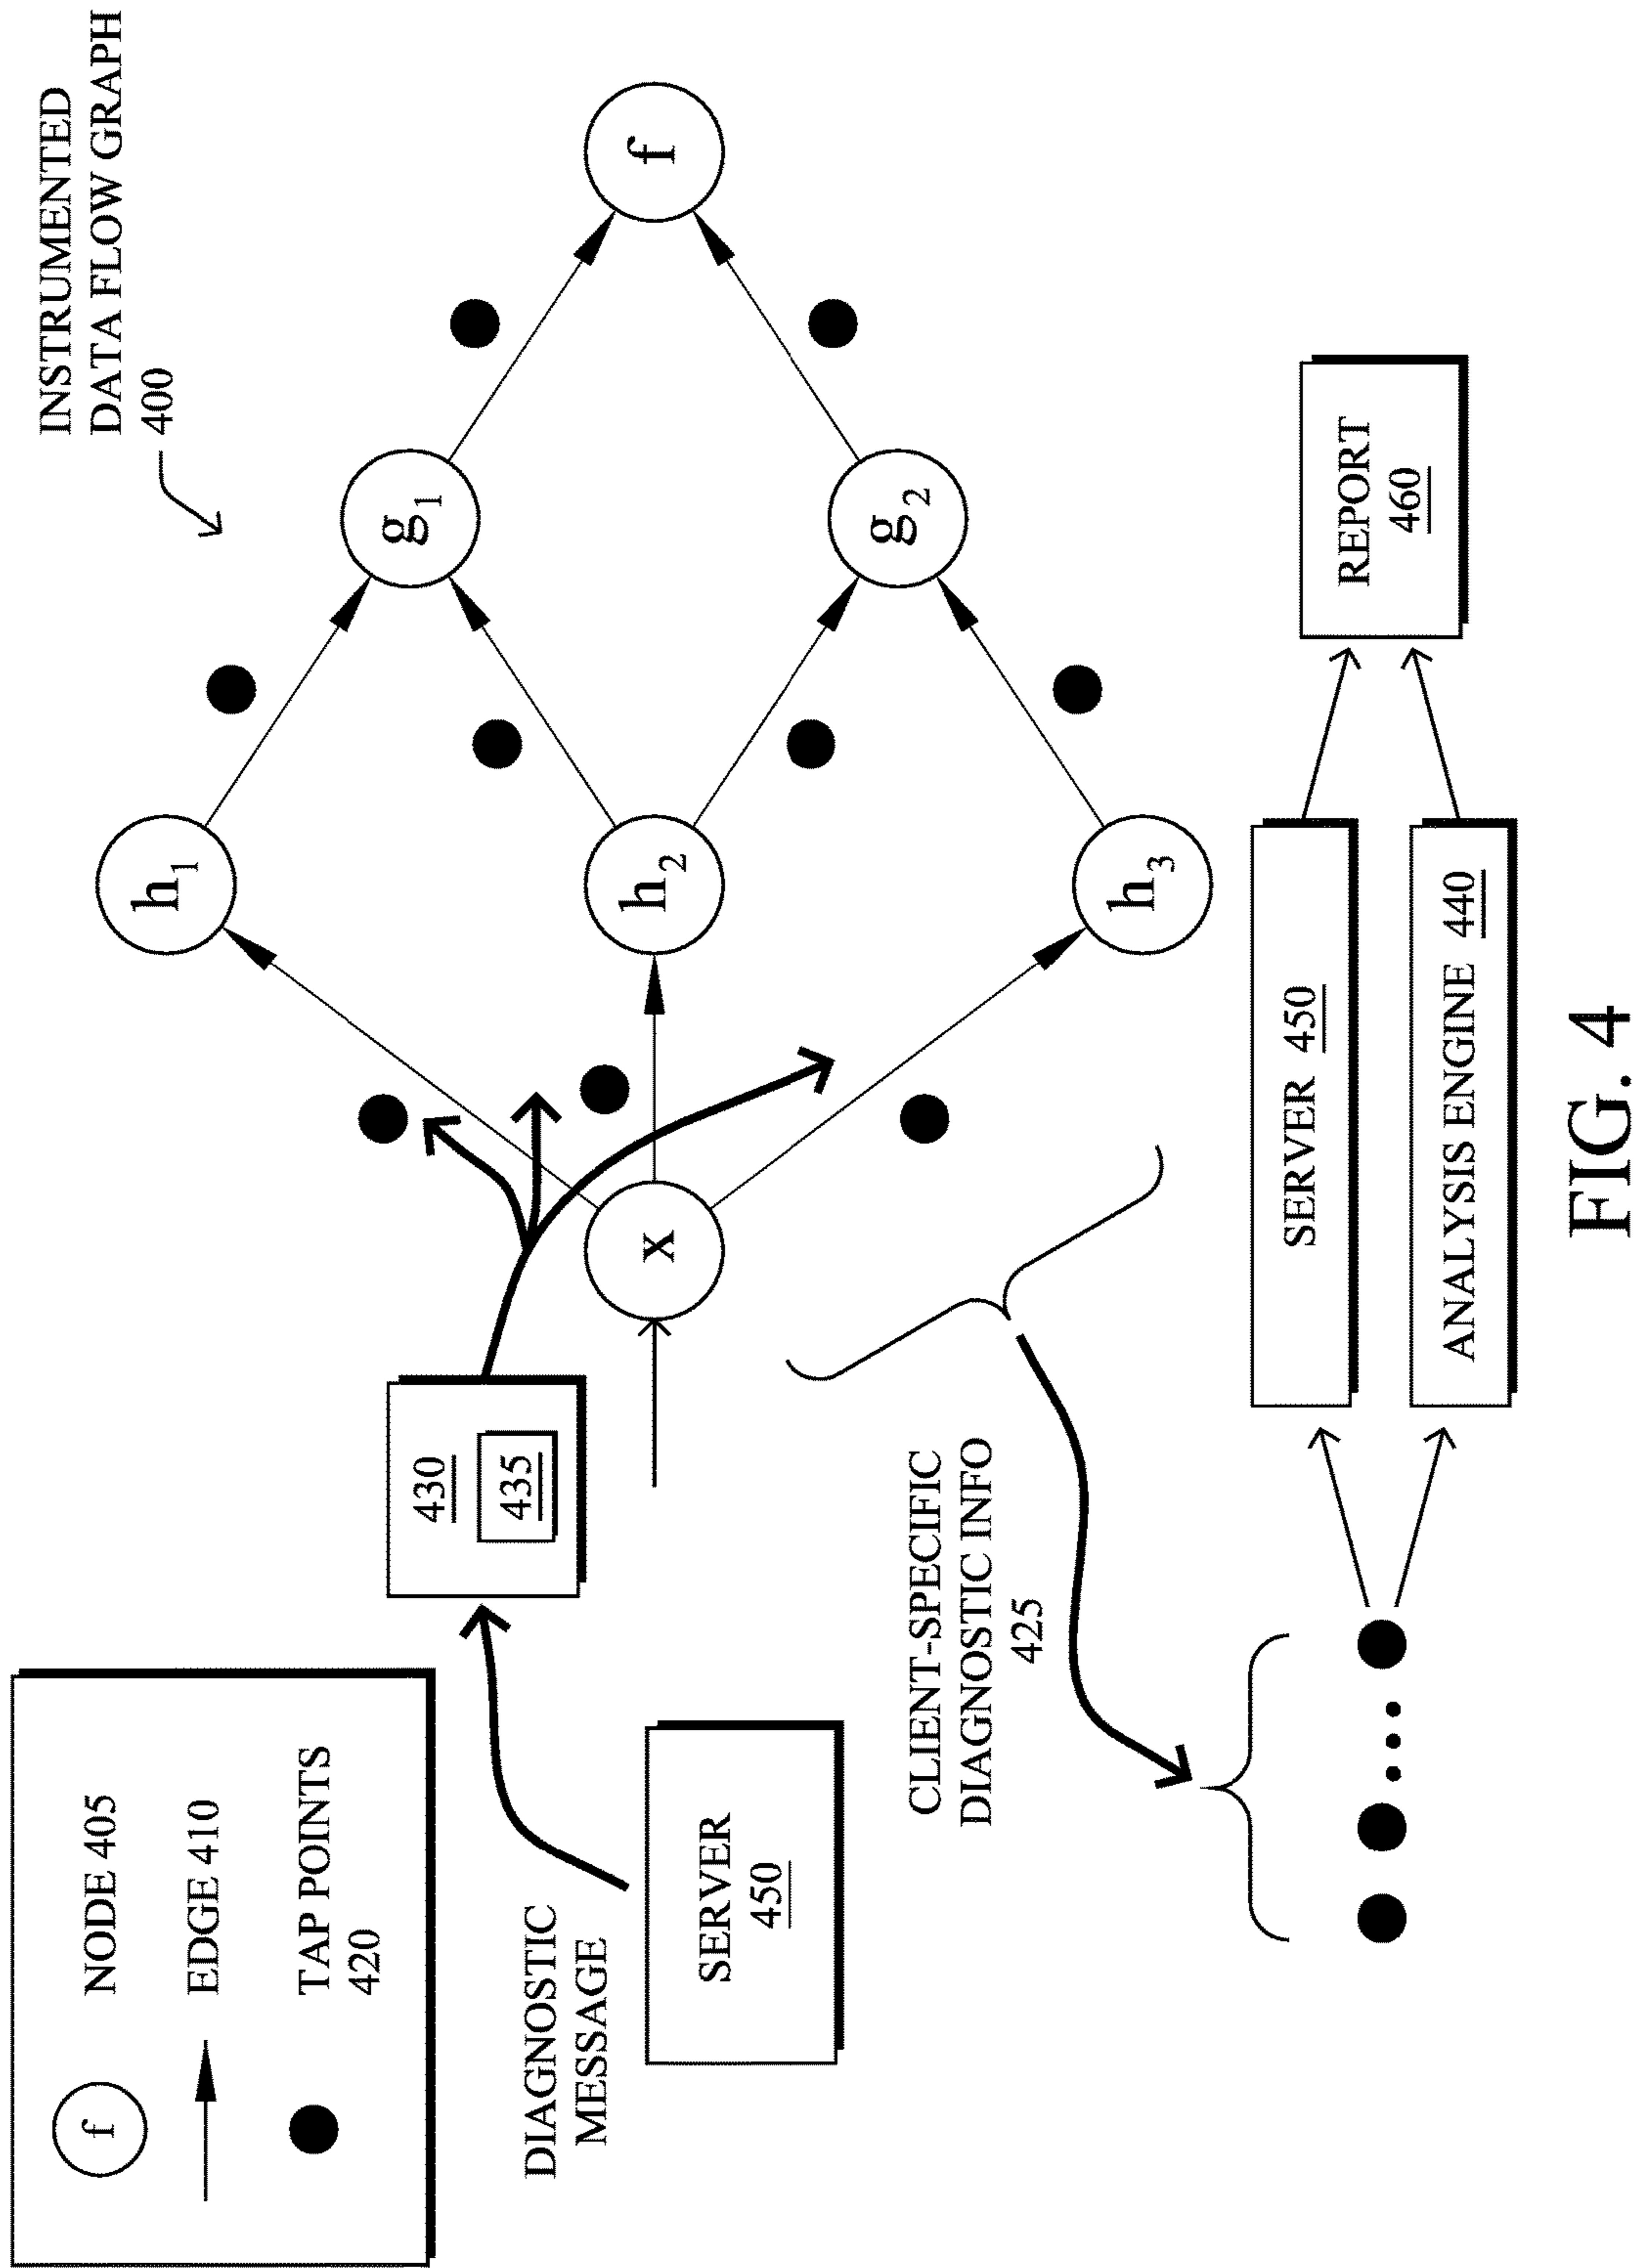 INSTRUMENTED
DATA FLOW GRAPH
400
f
NODE 405
EDGE 410
TAP POINTS
420
DIAGNOSTIC
MESSAGE
SERVER
450
430
435
x
h1
h2
h3
g1
g2
f
CLIENT-SPECIFIC
DIAGNOSTIC INFO
425
SERVER 450
ANALYSIS ENGINE 440
REPORT
460
FIG. 4